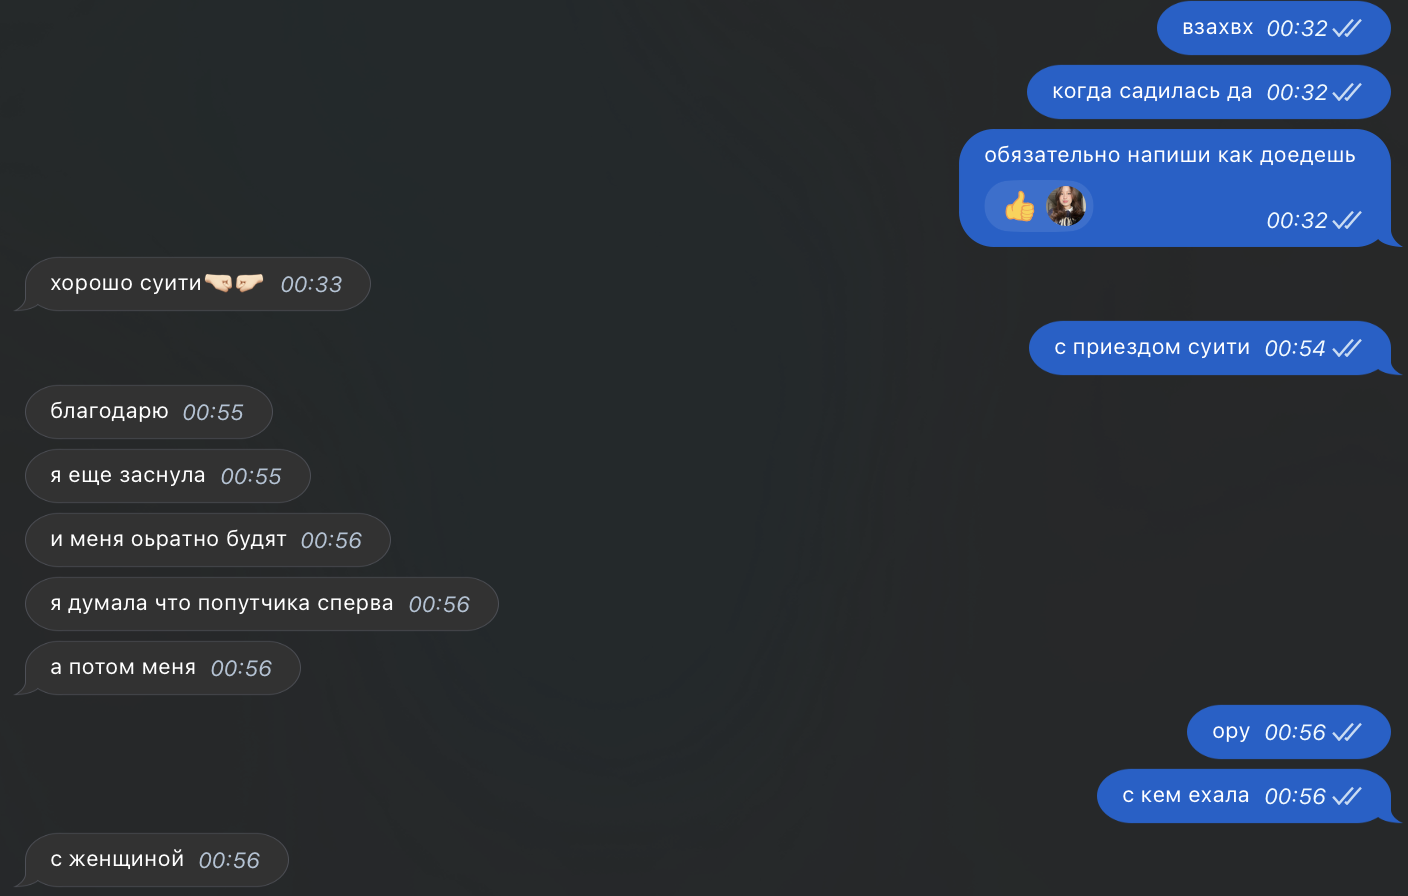 взахвх 00:32
когда садилась да 00:32
обязательно напиши как доедешь
00:32
хорошо суити🤜🏻🤛🏻 00:33
с приездом суити 00:54
благодарю 00:55
я еще заснула 00:55
и меня оьратно будят 00:56
я думала что попутчика сперва 00:56
а потом меня 00:56
ору 00:56
с кем ехала 00:56
с женщиной 00:56